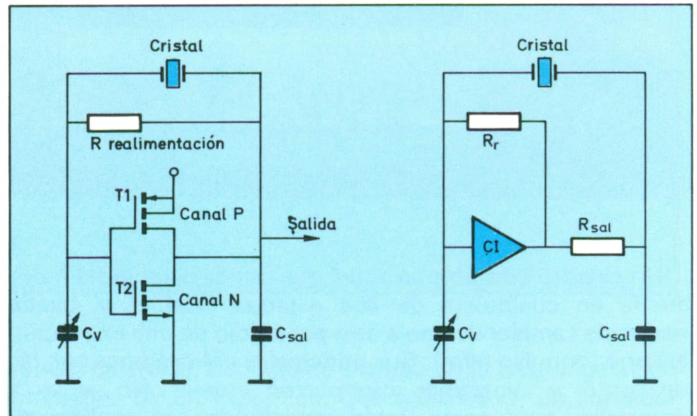 Cristal
R realimentación
T1
Canal P
Salida
T2
Canal N
Cv
Csal
Cristal
Rr
CI
Rsal
Cv
Csal